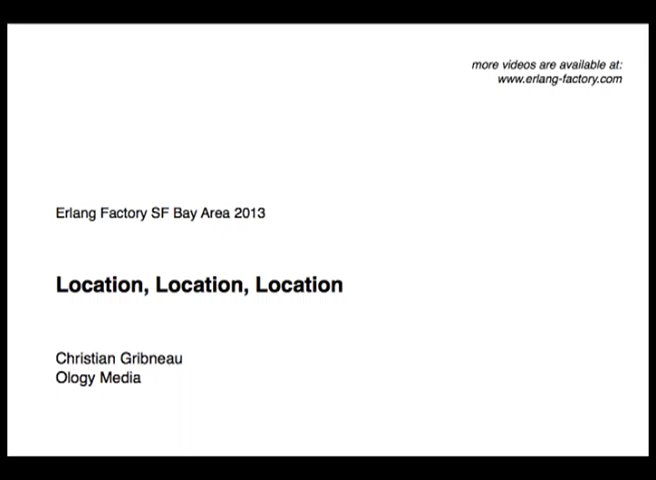 more videos are available at:
www.erlang-factory.com
Erlang Factory SF Bay Area 2013
Location, Location, Location
Christian Gribneau
Ology Media